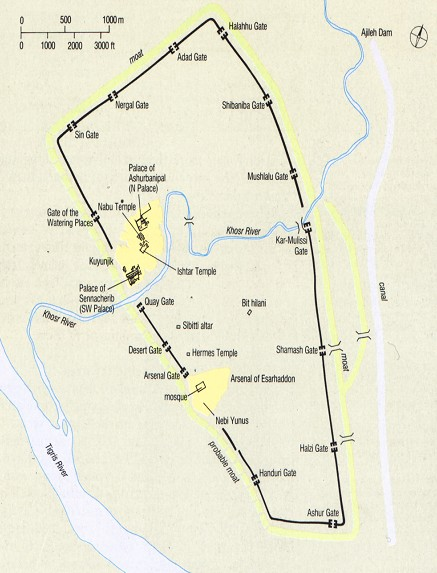 0 500 1000 m
0 1000 2000 3000 ft
Halahhu Gate
Ajileh Dam
moat
Adad Gate
Nergal Gate
Shibaniba Gate
Sin Gate
Mushlalu Gate
Palace of
Ashurbanipal
(N Palace)
Nabu Temple
Gate of the
Watering Places
Khosr River
Kar-Mulissi
Gate
Kuyunjik
Ishtar Temple
Palace of
Sennacherib
(SW Palace)
canal
Quay Gate
Bit hilani
Khosr River
Sibitti altar
Desert Gate
Hermes Temple
Shamash Gate
moat
Arsenal Gate
Arsenal of Esarhaddon
mosque
Nebi Yunus
probable moat
Halzi Gate
Tigris River
Handuri Gate
Ashur Gate